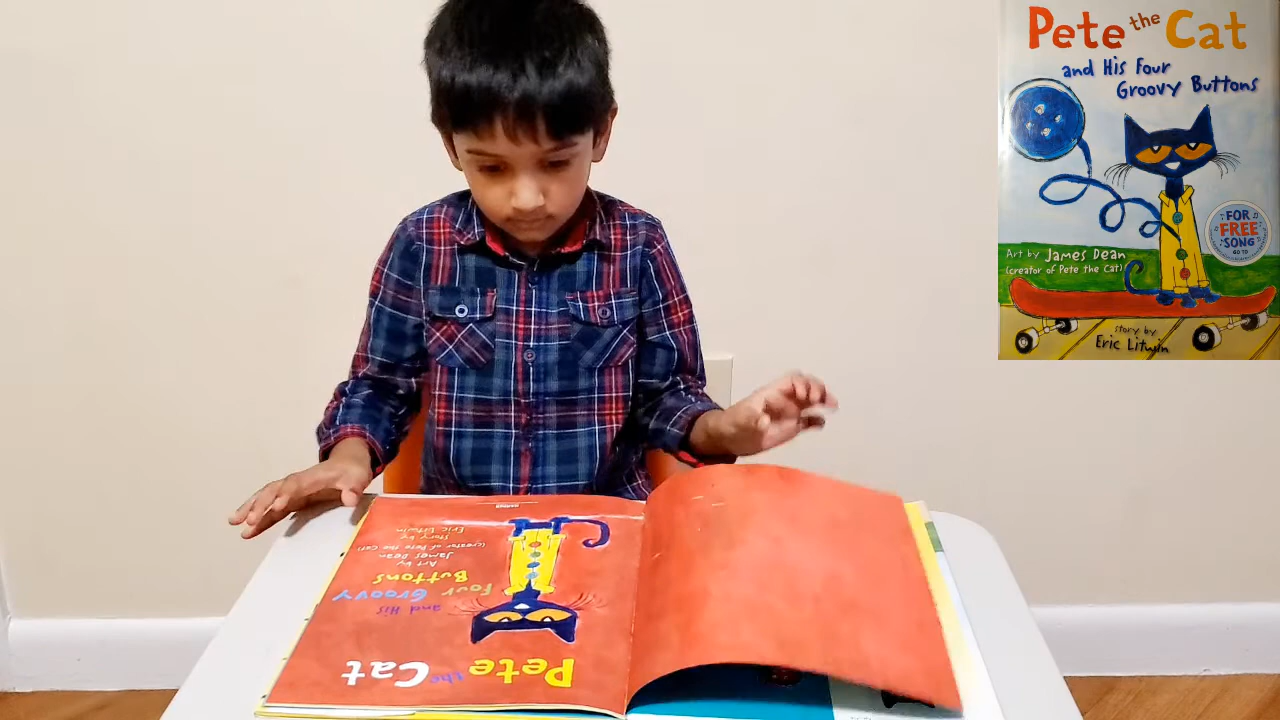 Pete the Cat
and His Four
Groovy Buttons
FOR
FREE
SONG
GO TO
Art by James Dean
(creator of Pete the Cat)
story by
Eric Litwin
Pete the Cat
and His
Four Groovy
Buttons
Art by
James Dean
(creator of Pete the Cat)
Story by
Eric Litwin